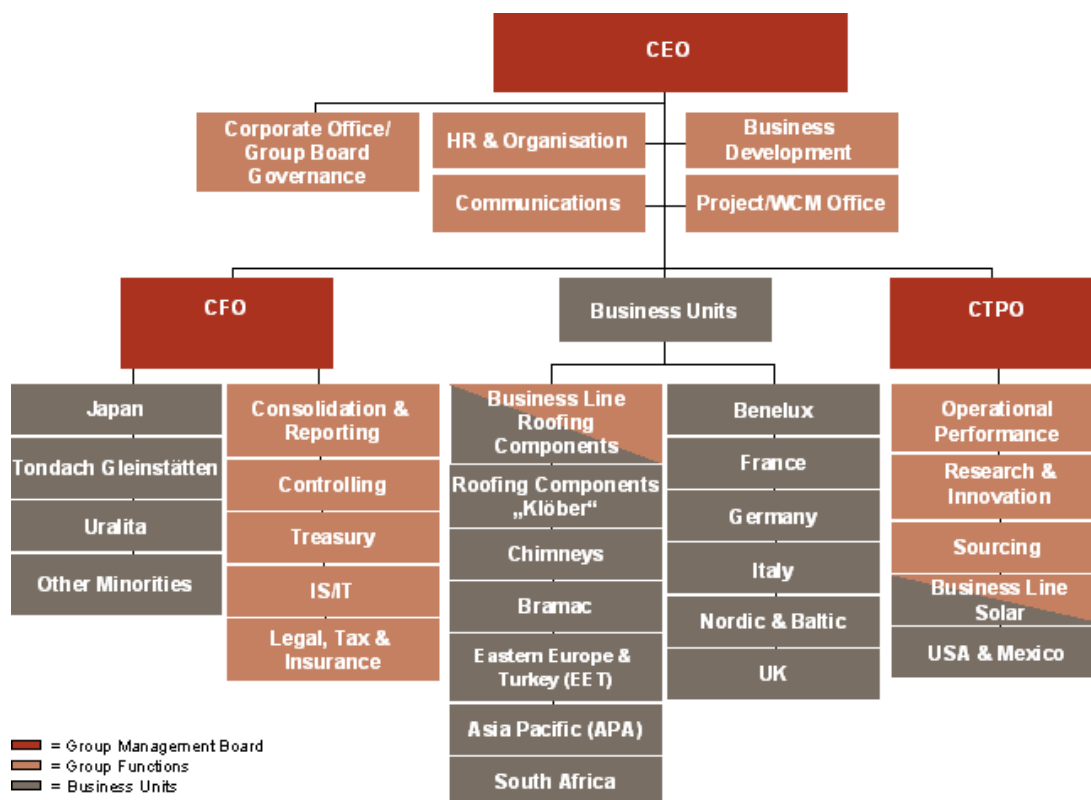 CEO
Corporate Office/
Group Board
Governance
HR & Organisation
Business
Development
Communications
Project/WCM Office
CFO
Business Units
CTPO
Japan
Tondach Gleinstätten
Uralita
Other Minorities
Consolidation &
Reporting
Controlling
Treasury
IS/IT
Legal, Tax &
Insurance
Business Line
Roofing
Components
Roofing Components
„Klöber“
Chimneys
Bramac
Eastern Europe &
Turkey (EET)
Asia Pacific (APA)
South Africa
Benelux
France
Germany
Italy
Nordic & Baltic
UK
Operational
Performance
Research &
Innovation
Sourcing
Business Line
Solar
USA & Mexico
= Group Management Board
= Group Functions
= Business Units